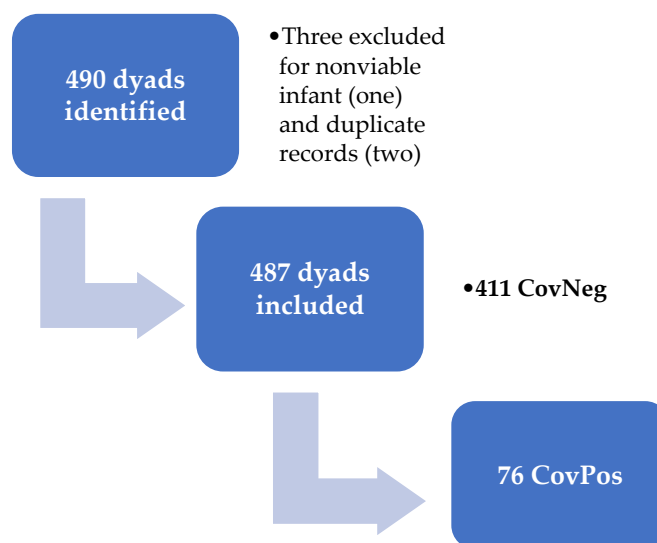 490 dyads
identified
•Three excluded
for nonviable
infant (one)
and duplicate
records (two)
487 dyads
included
•411 CovNeg
76 CovPos